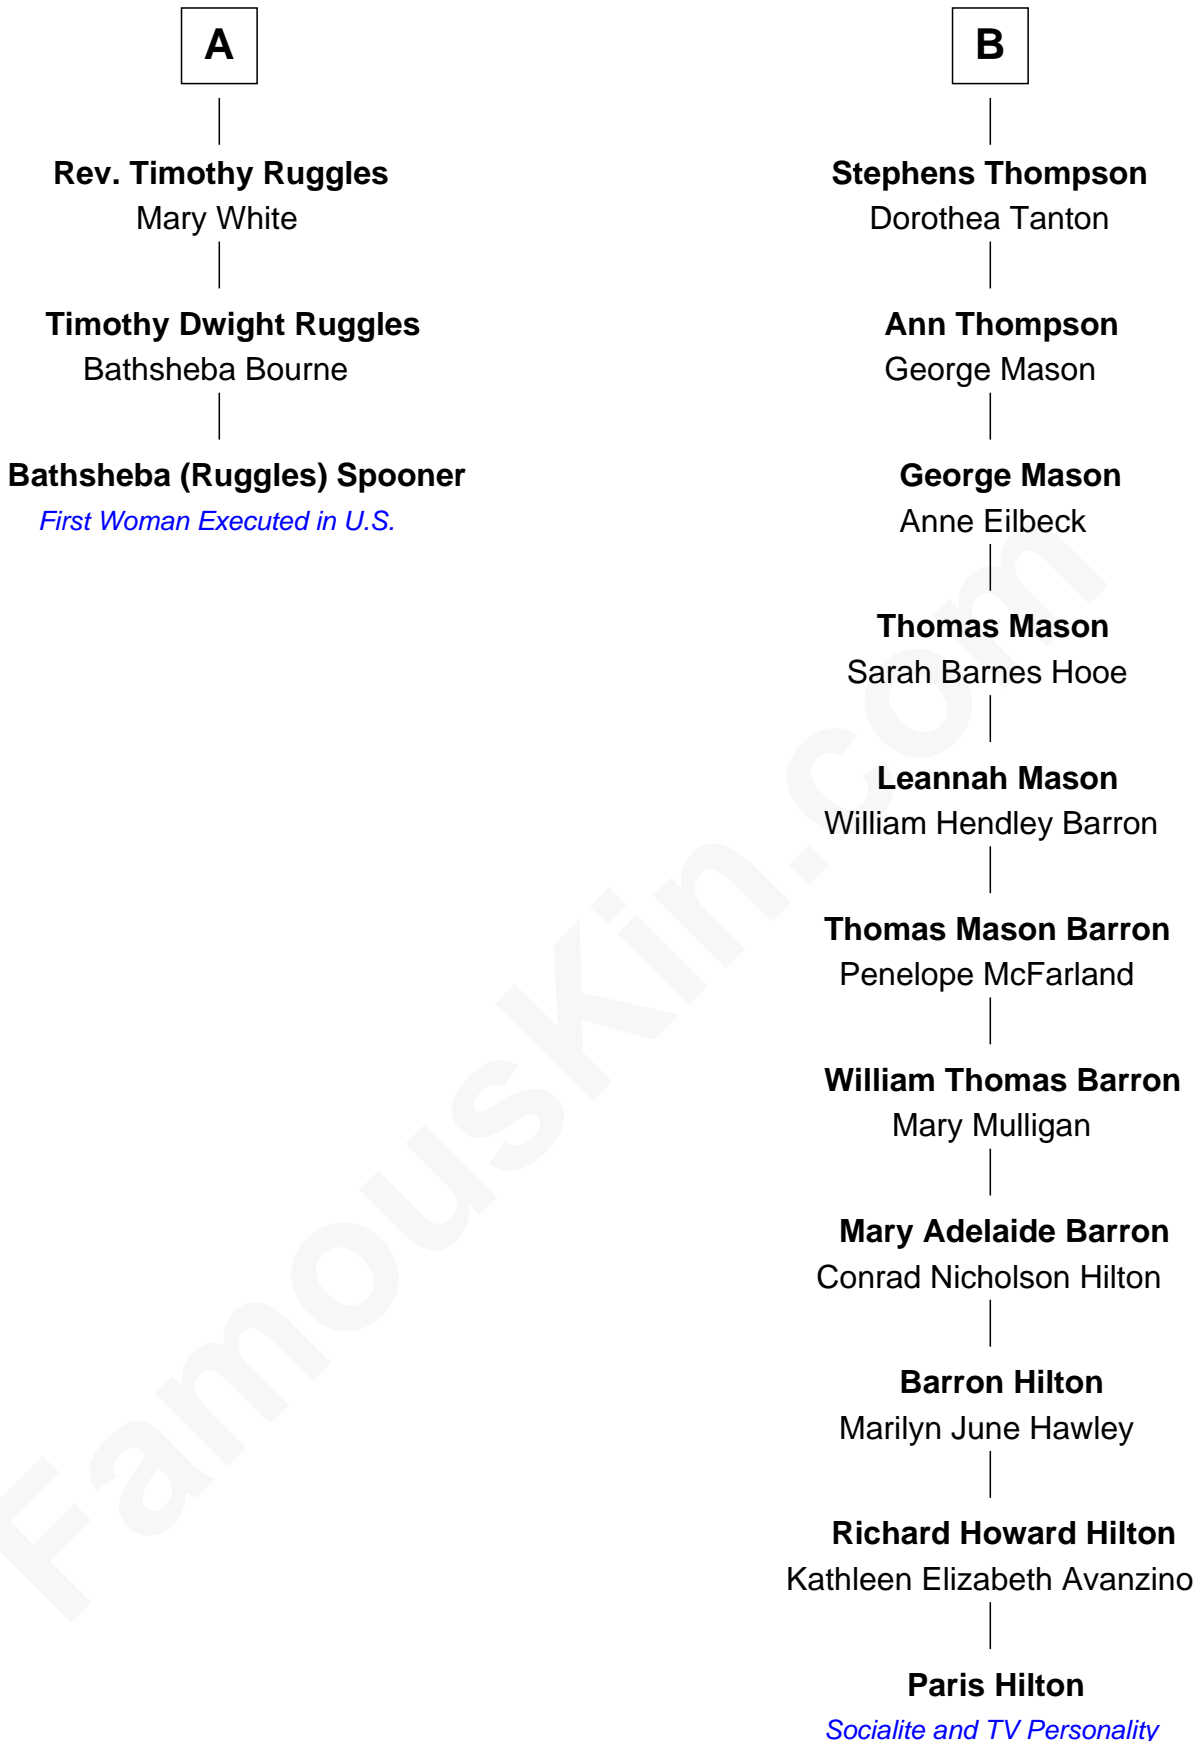 A
Rev. Timothy Ruggles
Mary White
Timothy Dwight Ruggles
Bathsheba Bourne
Bathsheba (Ruggles) Spooner
First Woman Executed in U.S.
B
Stephens Thompson
Dorothea Tanton
Ann Thompson
George Mason
George Mason
Anne Eilbeck
Thomas Mason
Sarah Barnes Hooe
Leannah Mason
William Hendley Barron
Thomas Mason Barron
Penelope McFarland
William Thomas Barron
Mary Mulligan
Mary Adelaide Barron
Conrad Nicholson Hilton
Barron Hilton
Marilyn June Hawley
Richard Howard Hilton
Kathleen Elizabeth Avanzino
Paris Hilton
Socialite and TV Personality
FamousKin.com